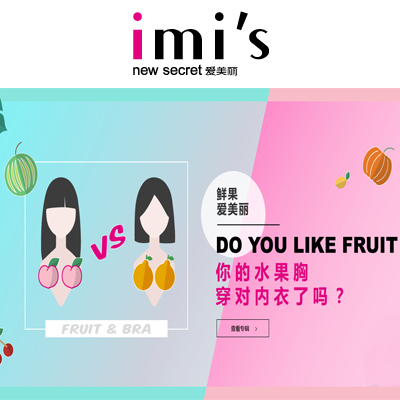 imi's
new secret 爱美丽
鲜果
爱美丽
VS
DO YOU LIKE FRUIT
你的水果胸
穿对内衣了吗？
FRUIT & BRA
查看专辑 >